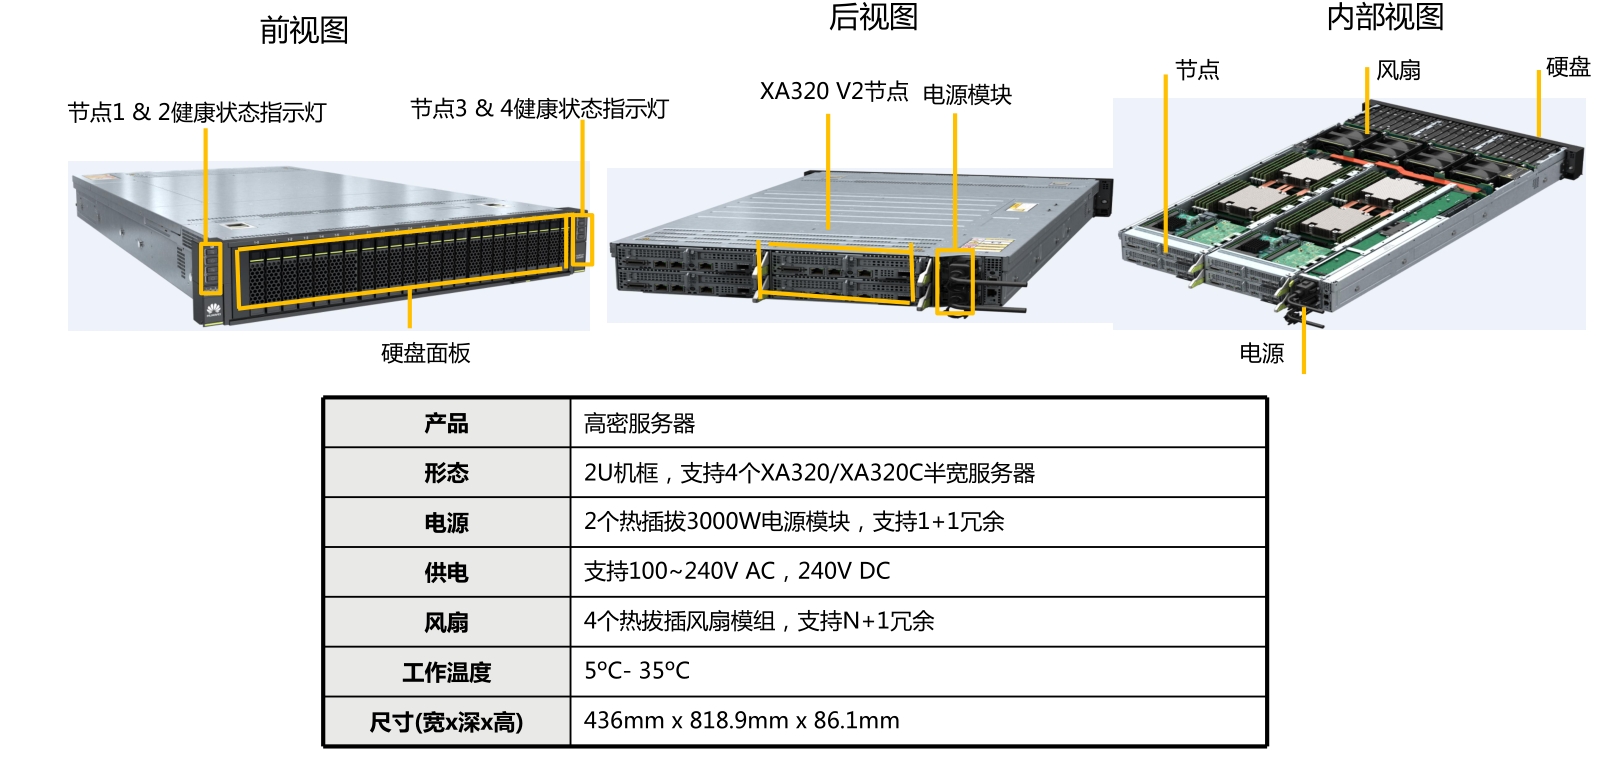 前视图
后视图
内部视图
节点1 & 2健康状态指示灯
节点3 & 4健康状态指示灯
XA320 V2节点
电源模块
节点
风扇
硬盘
硬盘面板
电源
产品 高密服务器
形态 2U机框，支持4个XA320/XA320C半宽服务器
电源 2个热插拔3000W电源模块，支持1+1冗余
供电 支持100~240V AC，240V DC
风扇 4个热拔插风扇模组，支持N+1冗余
工作温度 5ºC- 35ºC
尺寸(宽x深x高) 436mm x 818.9mm x 86.1mm